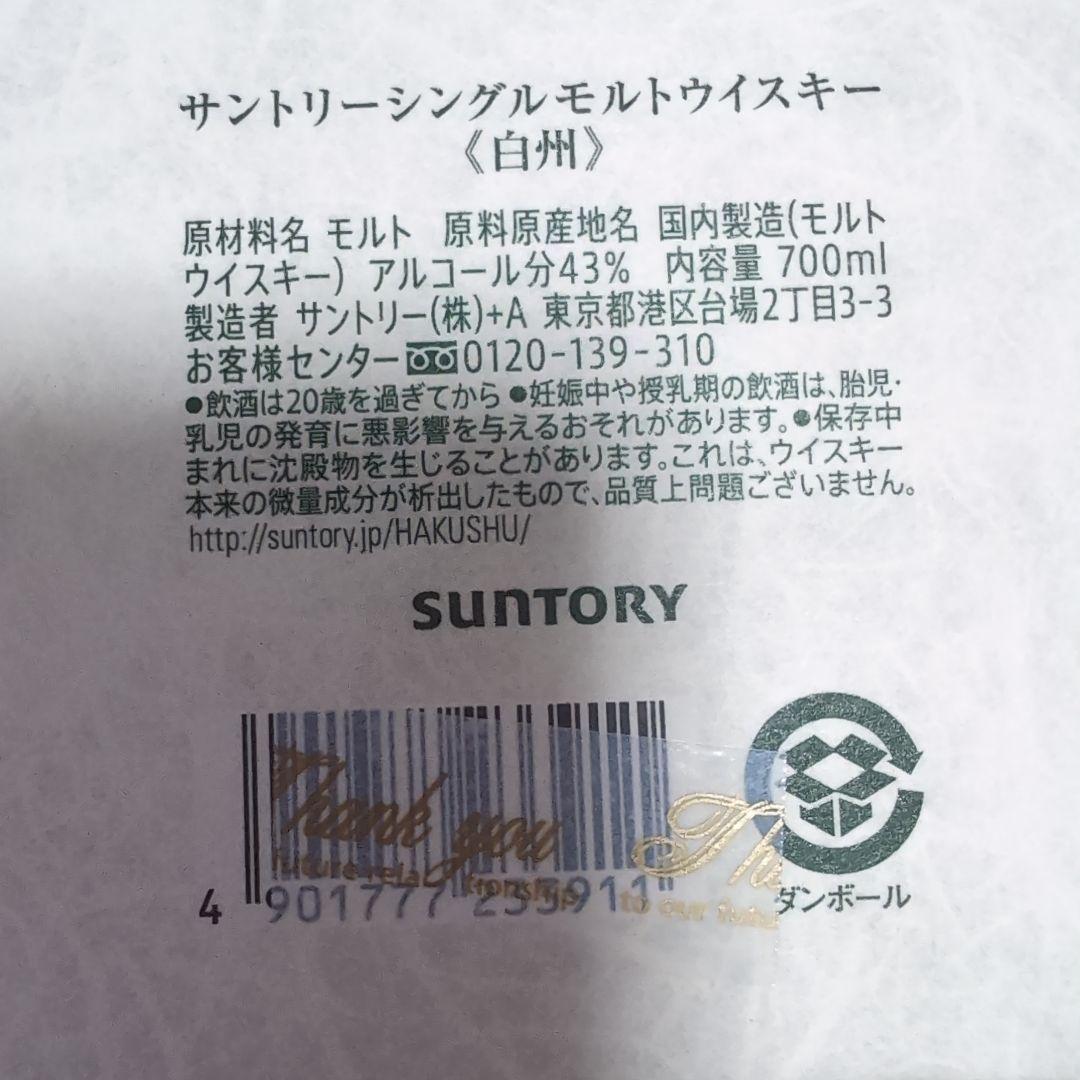 サントリーシングルモルトウイスキー
《白州》
原材料名 モルト 原料原産地名 国内製造(モルト
ウイスキー) アルコール分43% 内容量 700ml
製造者 サントリー(株)+A 東京都港区台場2丁目3-3
お客様センター 0120-139-310
●飲酒は20歳を過ぎてから ●妊娠中や授乳期の飲酒は、胎児・
乳児の発育に悪影響を与えるおそれがあります。●保存中
まれに沈殿物を生じることがあります。これは、ウイスキー
本来の微量成分が析出したもので、品質上問題ございません。
http://suntory.jp/HAKUSHU/
SUNTORY
Thank you
to our
4 901777
ダンボール